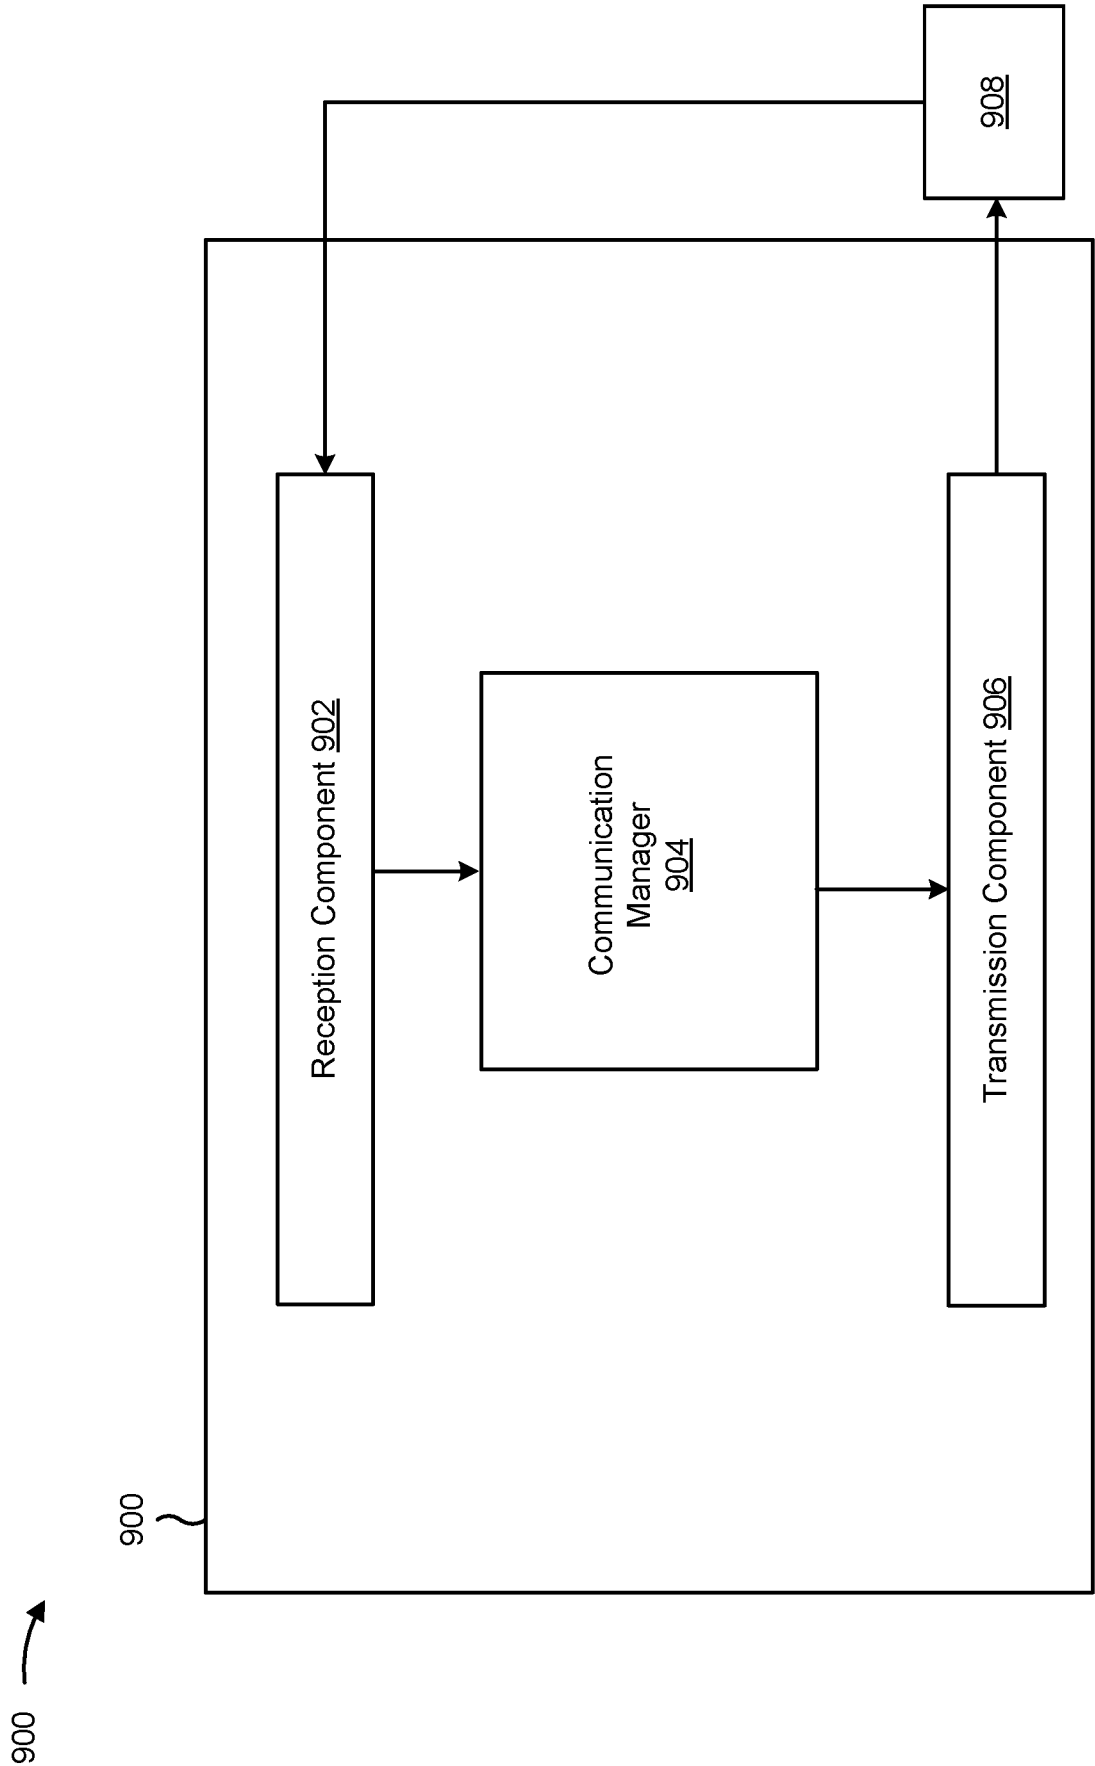 900
900
Reception Component 902
Communication
Manager
904
Transmission Component 906
908